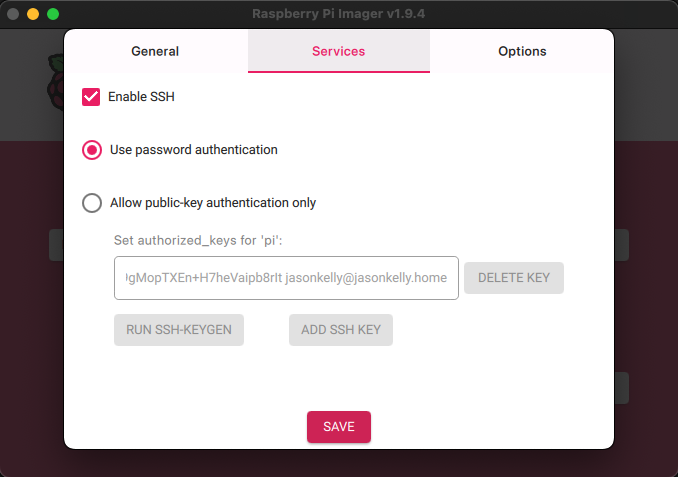 Raspberry Pi Imager v1.9.4
General
Services
Options
Enable SSH
Use password authentication
Allow public-key authentication only
Set authorized_keys for 'pi':
gMopTXEn+H7heVaipb8rIt jasonkelly@jasonkelly.home
DELETE KEY
RUN SSH-KEYGEN
ADD SSH KEY
SAVE